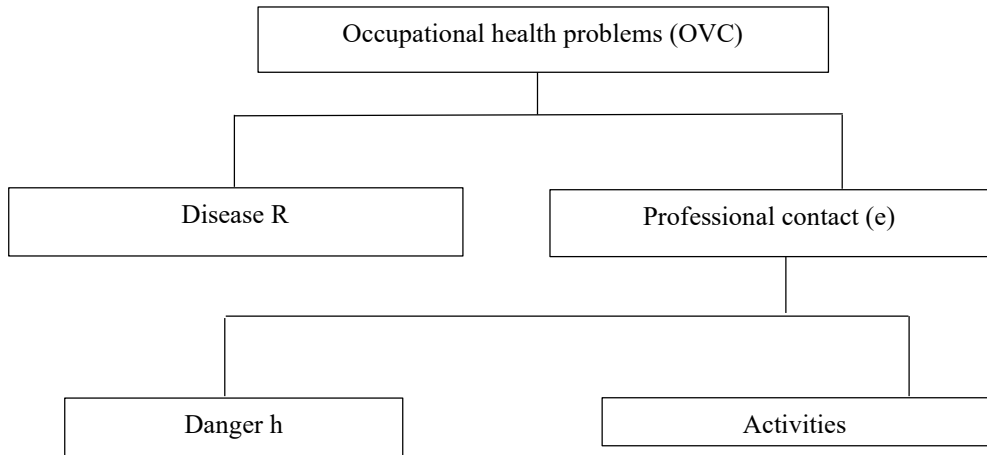 Occupational health problems (OVC)
Disease R
Professional contact (e)
Danger h
Activities